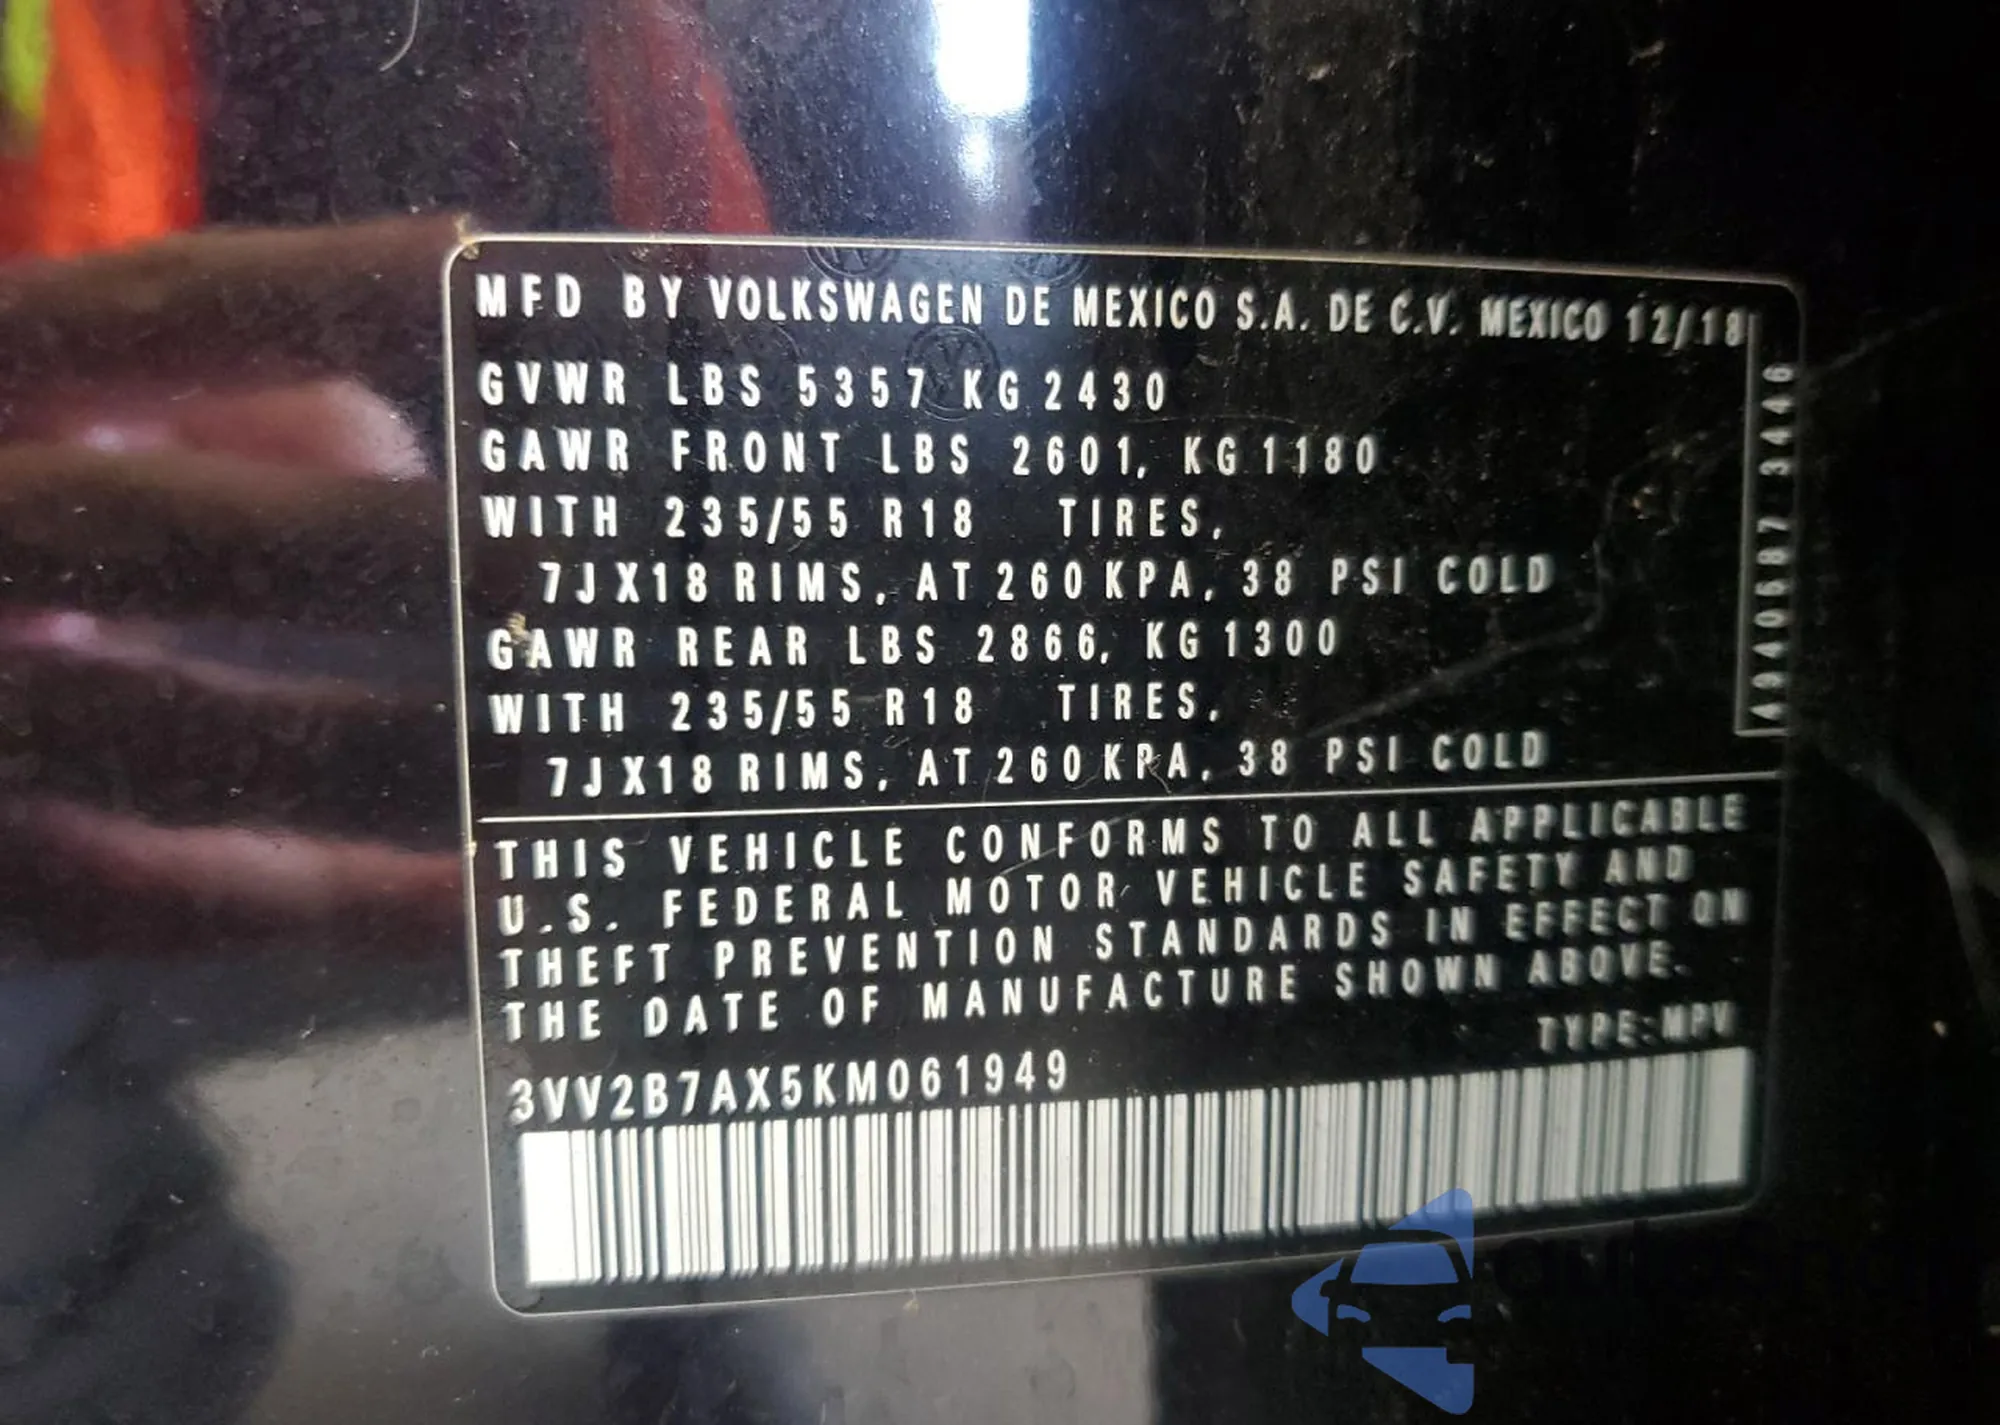 MFD BY VOLKSWAGEN DE MEXICO S.A. DE C.V. MEXICO 12/18
GVWR LBS 5357 KG 2430
GAWR FRONT LBS 2601, KG 1180
WITH 235/55 R18 TIRES,
7JX18 RIMS, AT 260 KPA, 38 PSI COLD
GAWR REAR LBS 2866, KG 1300
WITH 235/55 R18 TIRES,
7JX18 RIMS, AT 260 KPA, 38 PSI COLD
THIS VEHICLE CONFORMS TO ALL APPLICABLE
U.S. FEDERAL MOTOR VEHICLE SAFETY AND
THEFT PREVENTION STANDARDS IN EFFECT ON
THE DATE OF MANUFACTURE SHOWN ABOVE.
TYPE:MPV
3VV2B7AX5KM061949